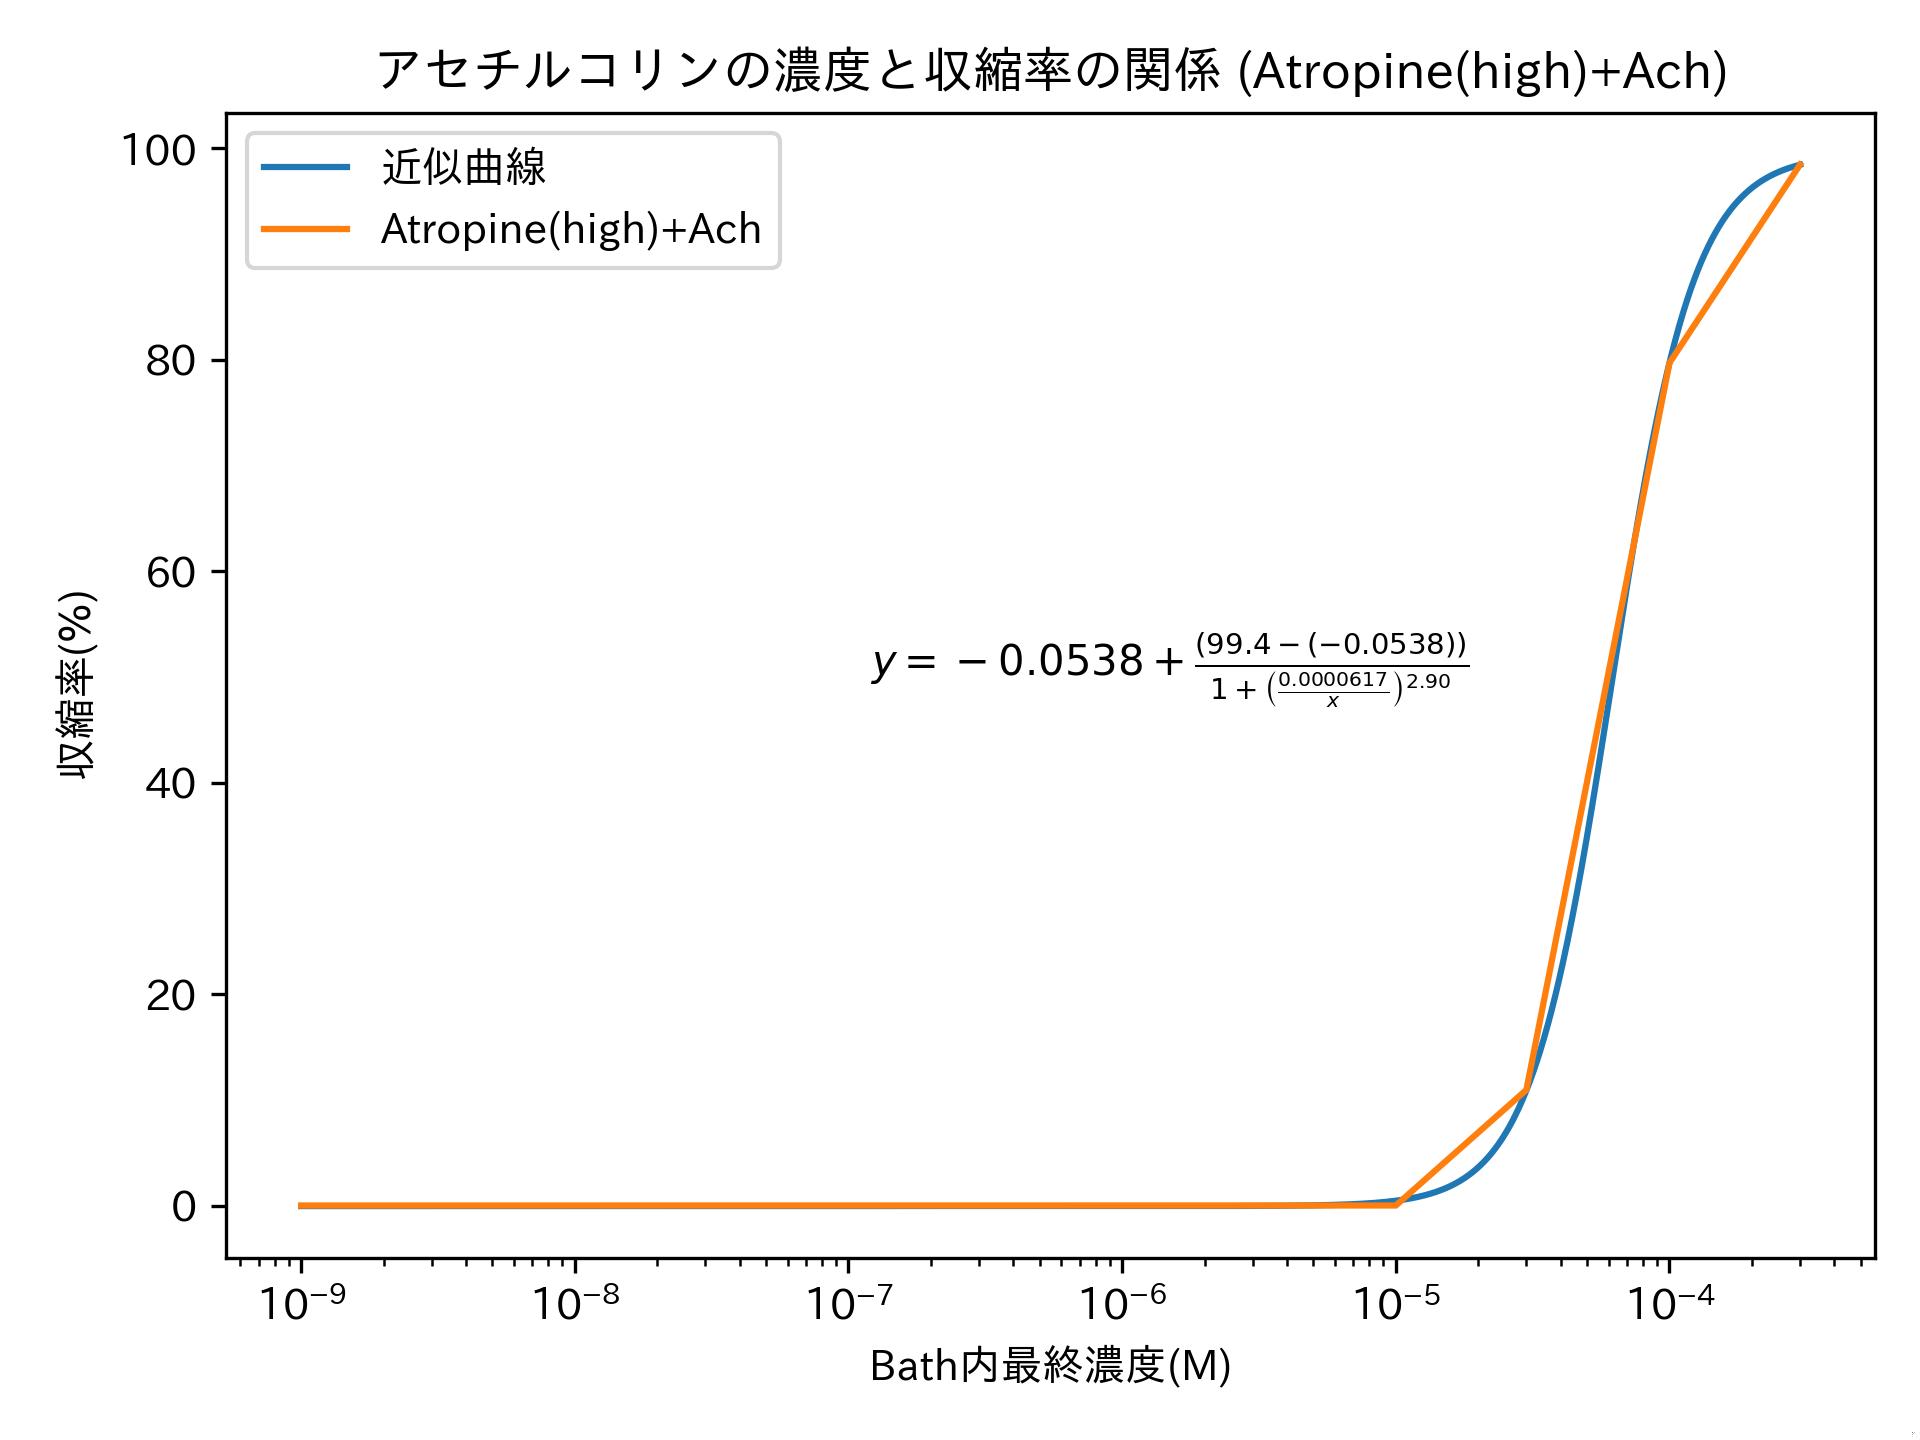 アセチルコリンの濃度と収縮率の関係 (Atropine(high)+Ach)
近似曲線
Atropine(high)+Ach
100
80
60
40
20
0
収縮率(%)
y = −0.0538 + (99.4 − (−0.0538)) / 1 + (0.0000617 / x)^2.90
10⁻⁹ 10⁻⁸ 10⁻⁷ 10⁻⁶ 10⁻⁵ 10⁻⁴
Bath内最終濃度(M)